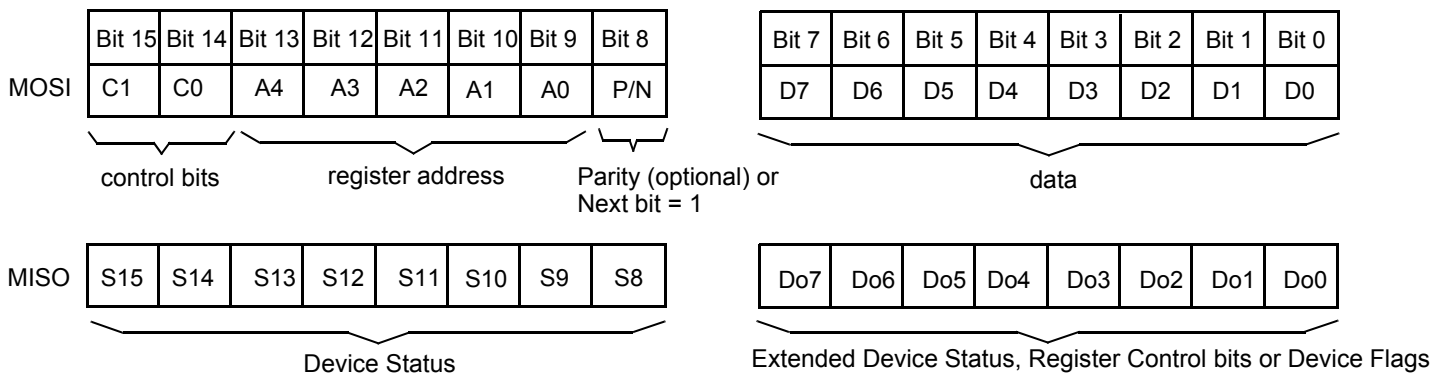 Bit 15 Bit 14 Bit 13 Bit 12 Bit 11 Bit 10 Bit 9 Bit 8 Bit 7 Bit 6 Bit 5 Bit 4 Bit 3 Bit 2 Bit 1 Bit 0
MOSI C1 C0 A4 A3 A2 A1 A0 P/N D7 D6 D5 D4 D3 D2 D1 D0
control bits register address Parity (optional) or data
Next bit = 1
MISO S15 S14 S13 S12 S11 S10 S9 S8 Do7 Do6 Do5 Do4 Do3 Do2 Do1 Do0
Device Status Extended Device Status, Register Control bits or Device Flags